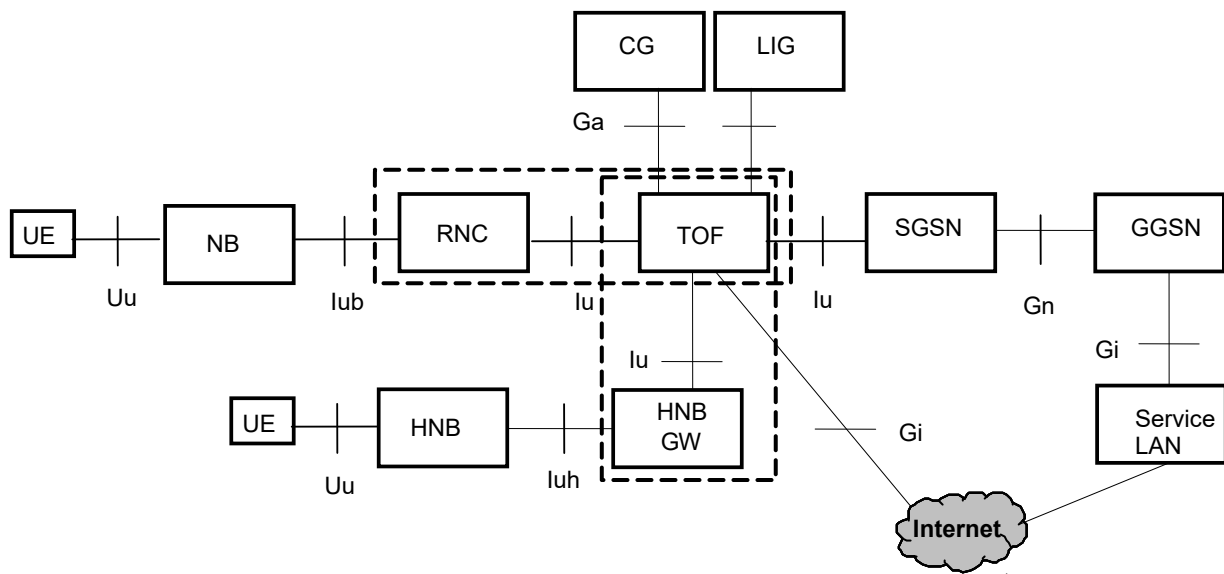 CG
LIG
Ga
UE
NB
RNC
TOF
SGSN
GGSN
Uu
Iub
Iu
Iu
Gn
Gi
Iu
UE
HNB
HNB
GW
Gi
Service
LAN
Uu
Iuh
Internet